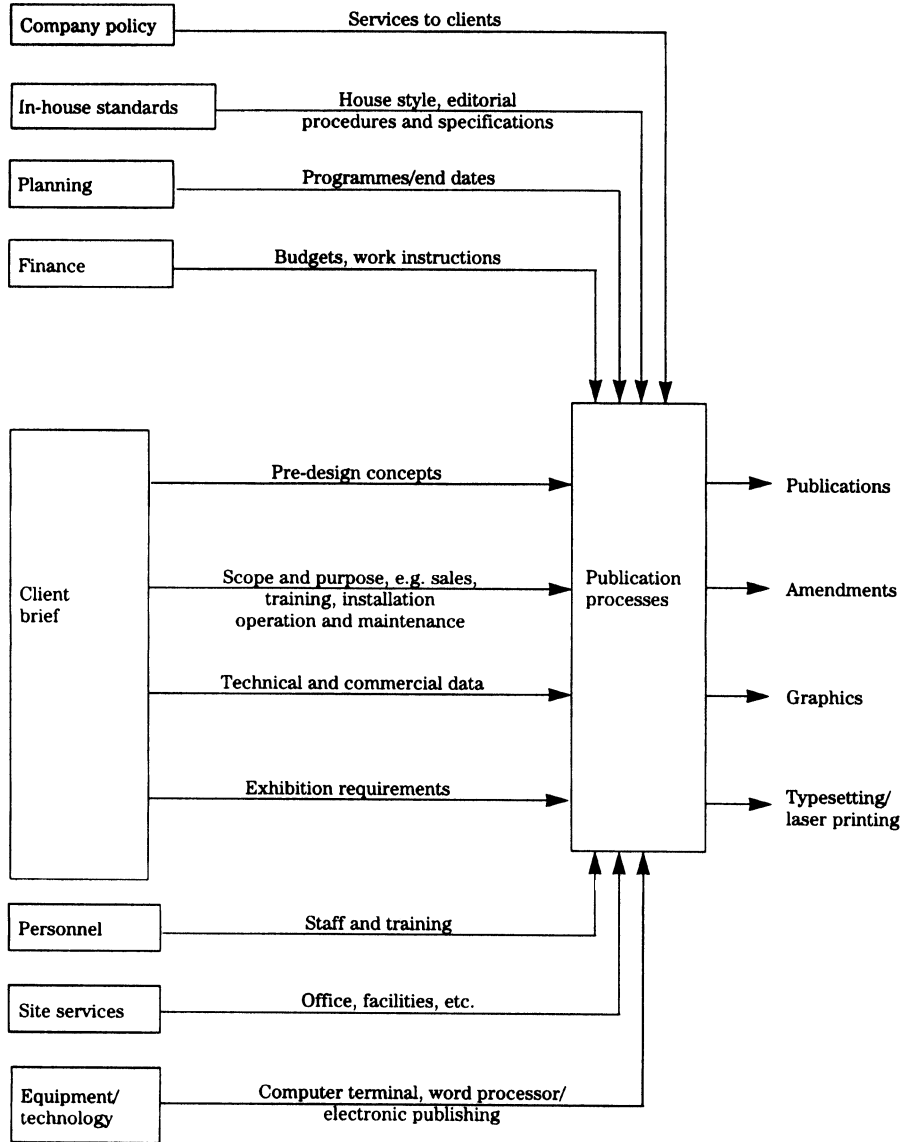 Company policy
Services to clients
In-house standards
House style, editorial
procedures and specifications
Planning
Programmes/end dates
Finance
Budgets, work instructions
Client
brief
Pre-design concepts
Scope and purpose, e.g. sales,
training, installation
operation and maintenance
Technical and commercial data
Exhibition requirements
Publication
processes
Publications
Amendments
Graphics
Typesetting/
laser printing
Personnel
Staff and training
Site services
Office, facilities, etc.
Equipment/
technology
Computer terminal, word processor/
electronic publishing